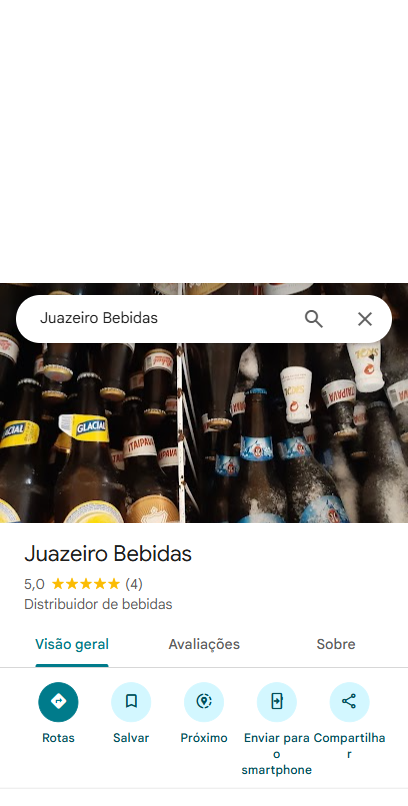 Juazeiro Bebidas
GLACIAL
GLACIAL
ITAIPAVA
ITAIPAVA
Juazeiro Bebidas
5,0 ★★★★★ (4)
Distribuidor de bebidas
Visão geral
Avaliações
Sobre
Rotas
Salvar
Próximo
Enviar para
o
smartphone
Compartilha
r